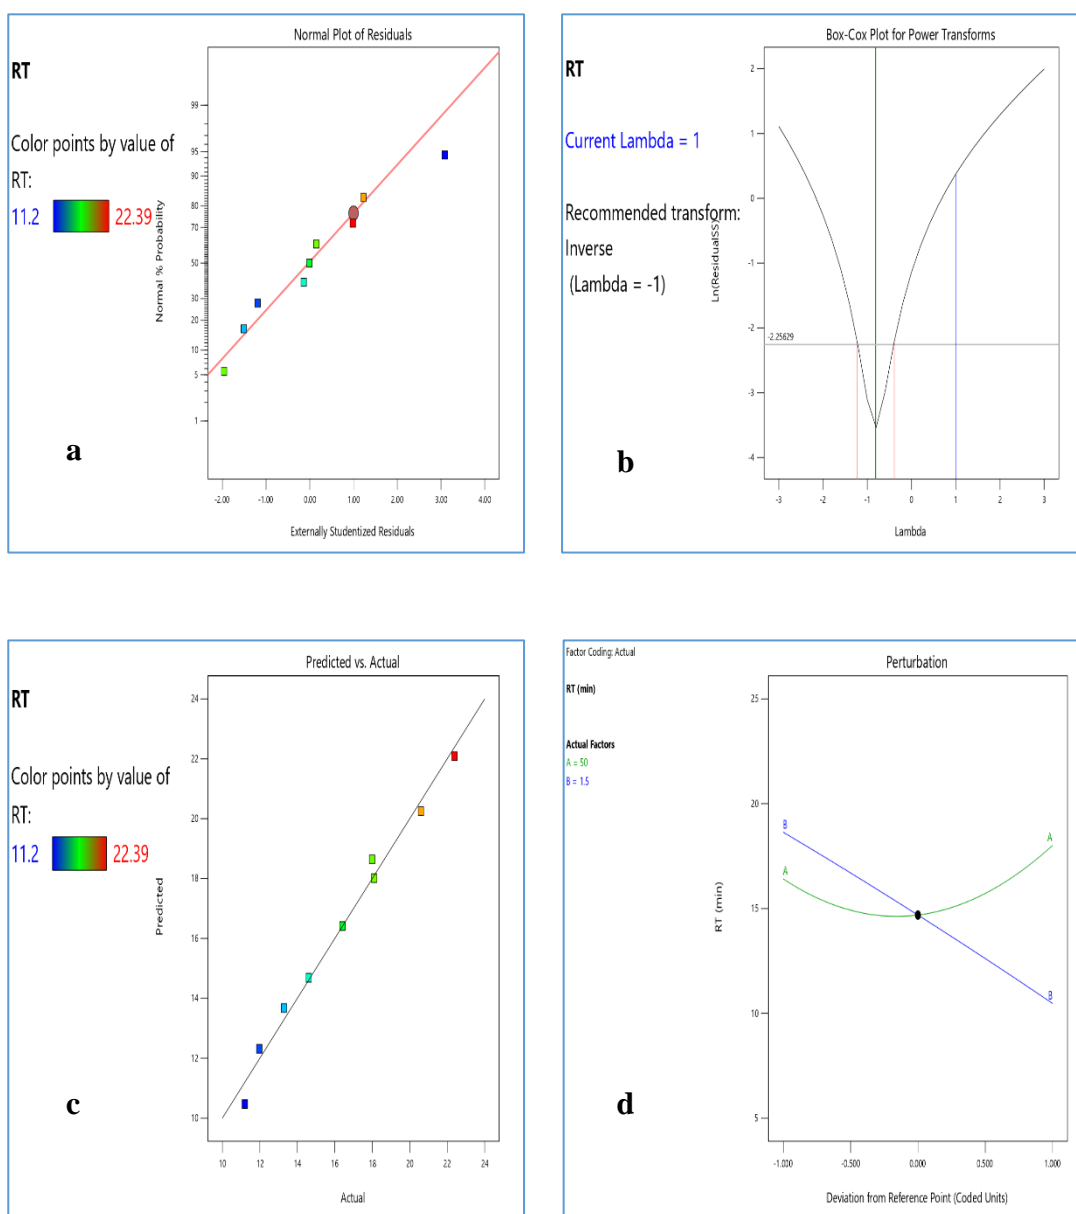 Normal Plot of Residuals
RT
Color points by value of
RT:
11.2 22.39
Normal % Probability
99
95
90
80
70
50
30
20
10
5
1
-2.00 -1.00 0.00 1.00 2.00 3.00 4.00
Externally Studentized Residuals
a
Box-Cox Plot for Power Transforms
RT
Current Lambda = 1
Recommended transform:
Inverse
(Lambda = -1)
Ln(ResidualSS)
2
1
0
-1
-2
-2.25629
-3
-4
-3 -2 -1 0 1 2 3
Lambda
b
Predicted vs. Actual
RT
Color points by value of
RT:
11.2 22.39
Predicted
24
22
20
18
16
14
12
10
10 12 14 16 18 20 22 24
Actual
c
Factor Coding: Actual
Perturbation
RT (min)
Actual Factors
A = 50
B = 1.5
RT (min)
25
20
15
10
5
B
A
A
B
-1.000 -0.500 0.000 0.500 1.000
Deviation from Reference Point (Coded Units)
d